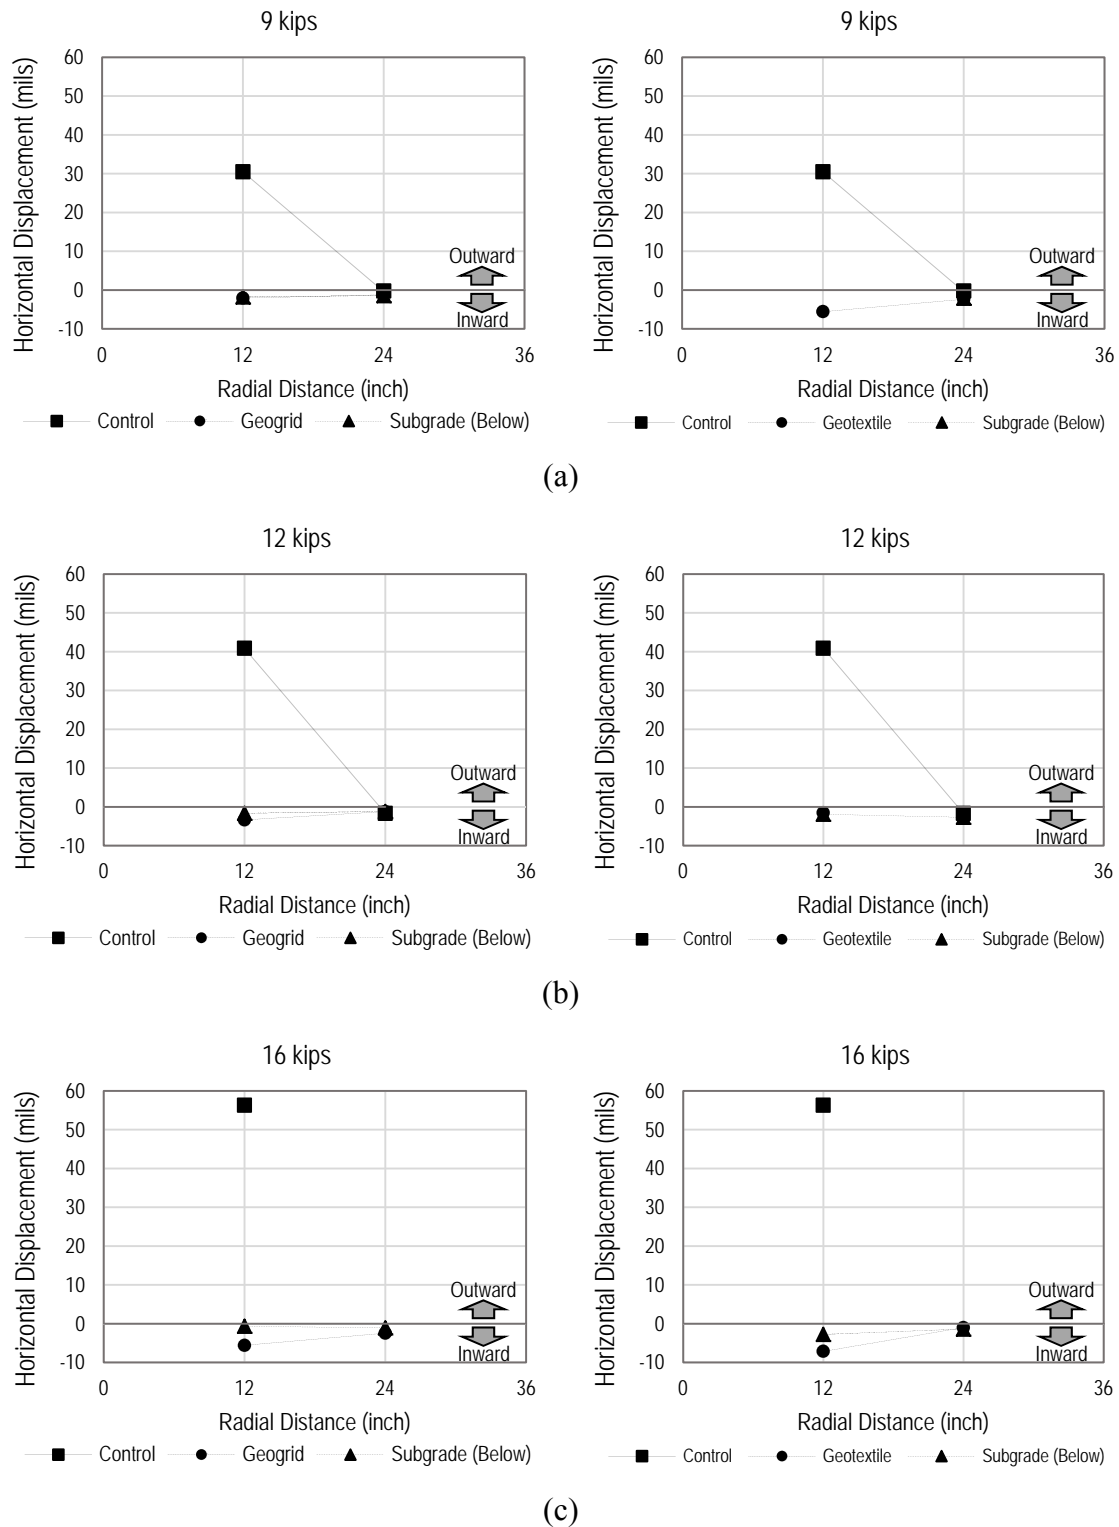 9 kips
Horizontal Displacement (mils)
60
50
40
30
20
10
0
-10
Outward
Inward
0 12 24 36
Radial Distance (inch)
Control Geogrid Subgrade (Below)
9 kips
Horizontal Displacement (mils)
60
50
40
30
20
10
0
-10
Outward
Inward
0 12 24 36
Radial Distance (inch)
Control Geotextile Subgrade (Below)
(a)
12 kips
Horizontal Displacement (mils)
60
50
40
30
20
10
0
-10
Outward
Inward
0 12 24 36
Radial Distance (inch)
Control Geogrid Subgrade (Below)
12 kips
Horizontal Displacement (mils)
60
50
40
30
20
10
0
-10
Outward
Inward
0 12 24 36
Radial Distance (inch)
Control Geotextile Subgrade (Below)
(b)
16 kips
Horizontal Displacement (mils)
60
50
40
30
20
10
0
-10
Outward
Inward
0 12 24 36
Radial Distance (inch)
Control Geogrid Subgrade (Below)
16 kips
Horizontal Displacement (mils)
60
50
40
30
20
10
0
-10
Outward
Inward
0 12 24 36
Radial Distance (inch)
Control Geotextile Subgrade (Below)
(c)